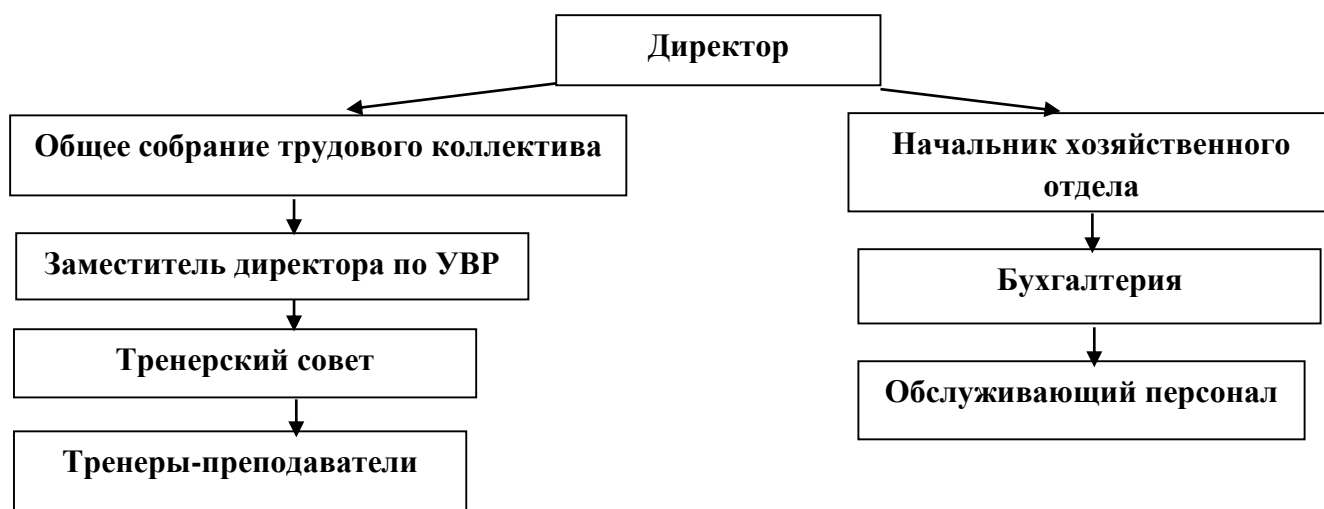 Директор
Общее собрание трудового коллектива
Начальник хозяйственного
отдела
Заместитель директора по УВР
Бухгалтерия
Тренерский совет
Обслуживающий персонал
Тренеры-преподаватели